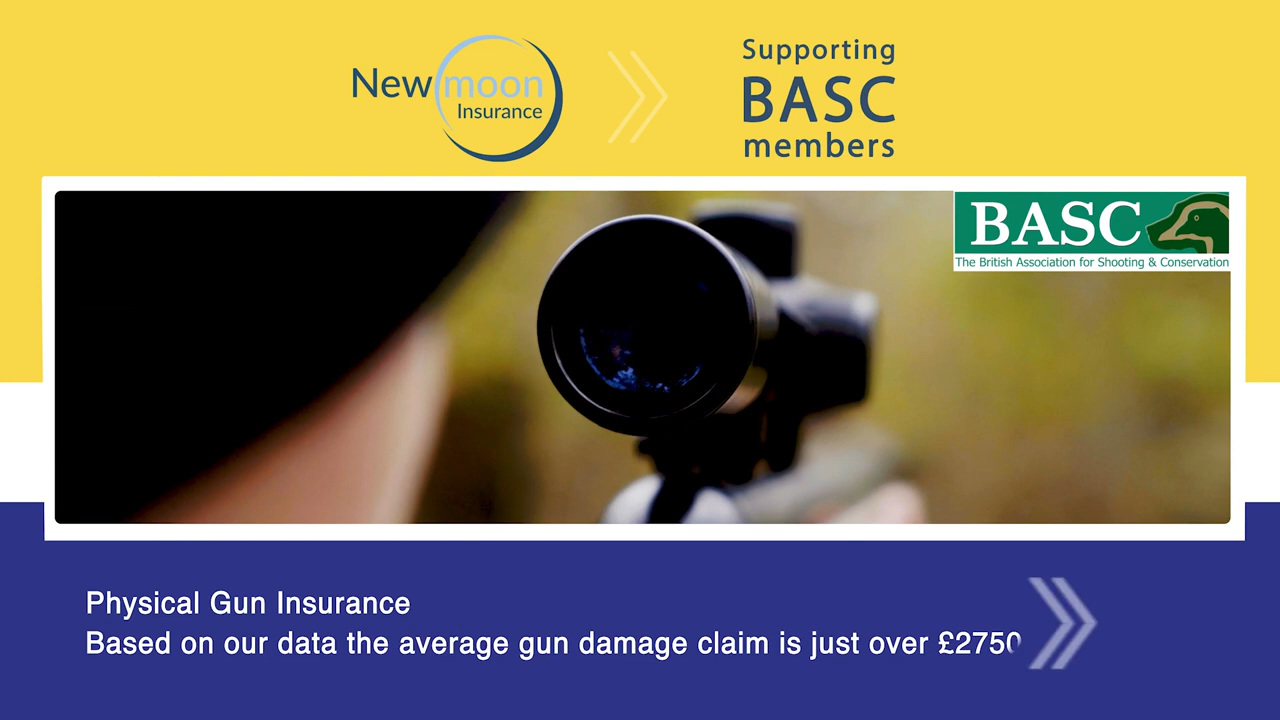 New moon
Insurance
Supporting
BASC
members
BASC
The British Association for Shooting & Conservation
Physical Gun Insurance
Based on our data the average gun damage claim is just over £2750